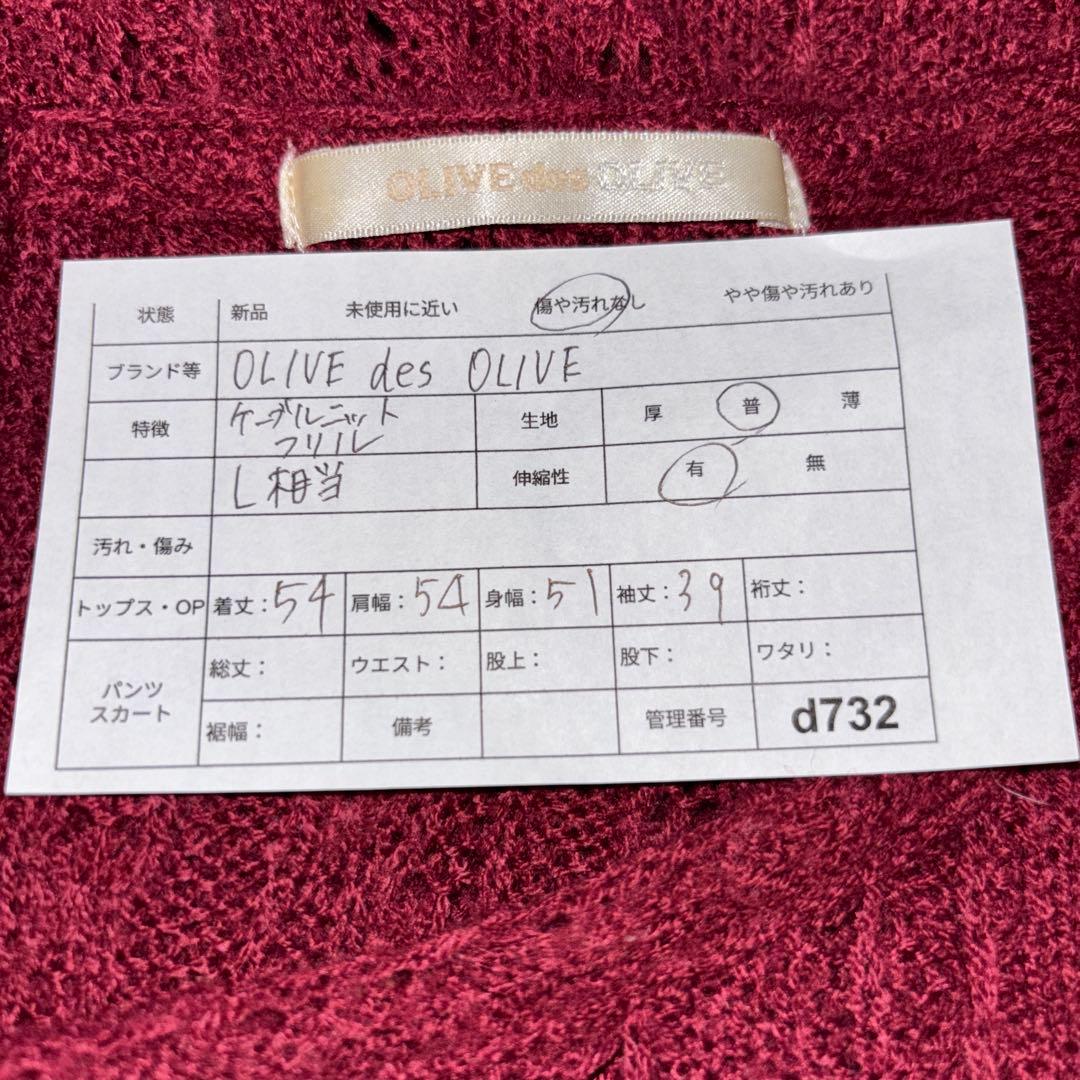 OLIVE des OLIVE
状態 新品 未使用に近い 傷や汚れなし やや傷や汚れあり
ブランド等 OLIVE des OLIVE
特徴 ケーブルニット
フリル
生地 厚 普 薄
L相当 伸縮性 有 無
汚れ・傷み
トップス・OP 着丈:54 肩幅:54 身幅:51 袖丈:39 裄丈:
パンツ
スカート
総丈: ウエスト: 股上: 股下: ワタリ:
裾幅: 備考 管理番号 d732